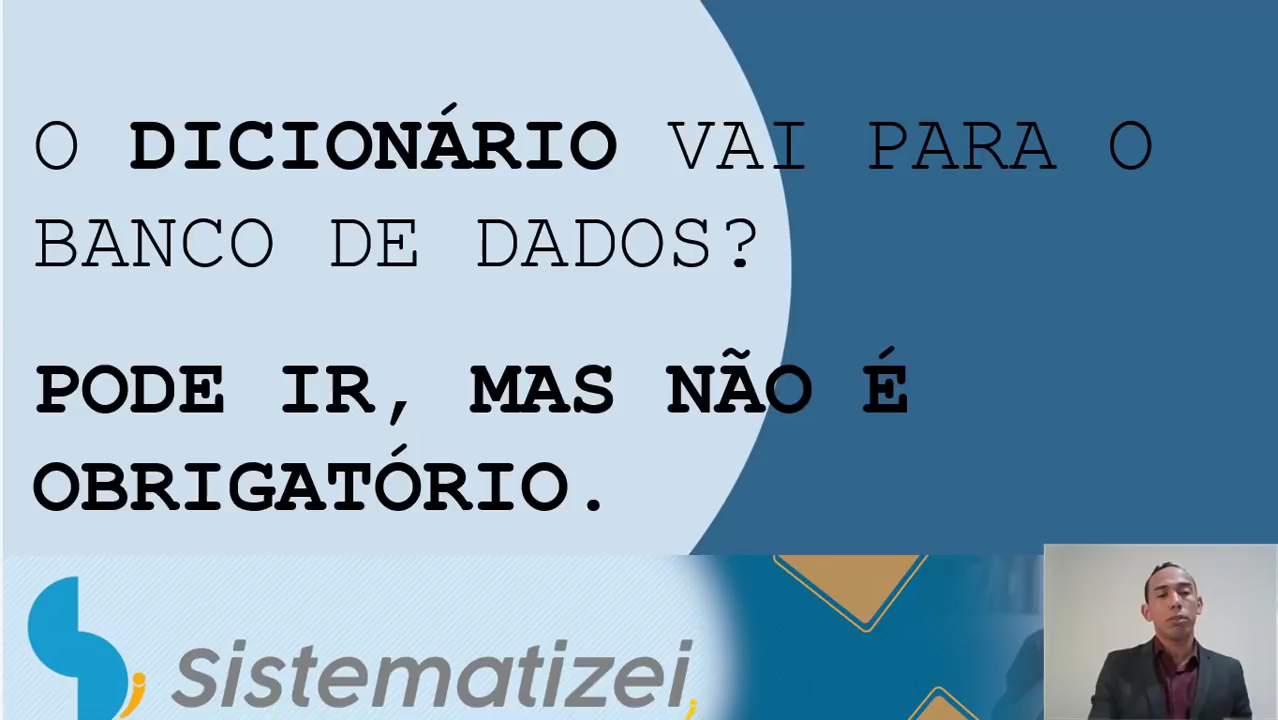 O DICIONÁRIO VAI PARA O
BANCO DE DADOS?
PODE IR, MAS NÃO É
OBRIGATÓRIO.
Sistematizei